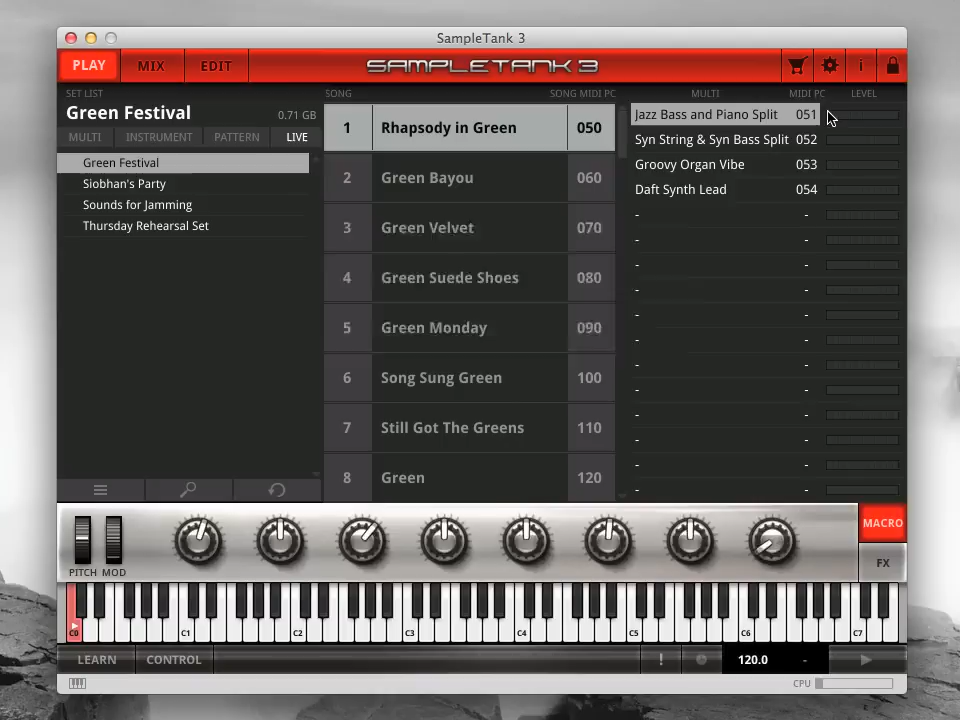 SampleTank 3
PLAY MIX EDIT SAMPLETANK 3 i
SET LIST SONG SONG MIDI PC MULTI MIDI PC LEVEL
Green Festival 0.71 GB
MULTI INSTRUMENT PATTERN LIVE
Green Festival
Siobhan's Party
Sounds for Jamming
Thursday Rehearsal Set
1 Rhapsody in Green 050
2 Green Bayou 060
3 Green Velvet 070
4 Green Suede Shoes 080
5 Green Monday 090
6 Song Sung Green 100
7 Still Got The Greens 110
8 Green 120
Jazz Bass and Piano Split 051
Syn String & Syn Bass Split 052
Groovy Organ Vibe 053
Daft Synth Lead 054
- -
- -
- -
- -
- -
- -
- -
- -
- -
- -
- -
- -
MACRO
FX
PITCH MOD
C0 C1 C2 C3 C4 C5 C6 C7
LEARN CONTROL ! 120.0 -
CPU